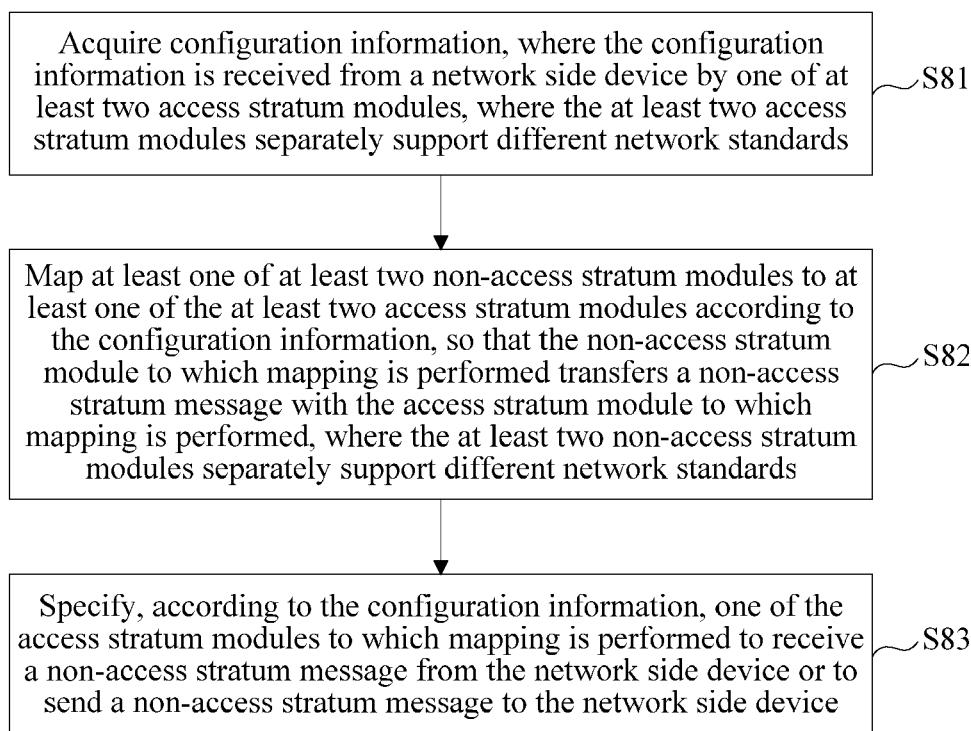 Acquire configuration information, where the configuration
information is received from a network side device by one of at
least two access stratum modules, where the at least two access
stratum modules separately support different network standards
S81
Map at least one of at least two non-access stratum modules to at
least one of the at least two access stratum modules according to
the configuration information, so that the non-access stratum
module to which mapping is performed transfers a non-access
stratum message with the access stratum module to which
mapping is performed, where the at least two non-access stratum
modules separately support different network standards
S82
Specify, according to the configuration information, one of the
access stratum modules to which mapping is performed to receive
a non-access stratum message from the network side device or to
send a non-access stratum message to the network side device
S83